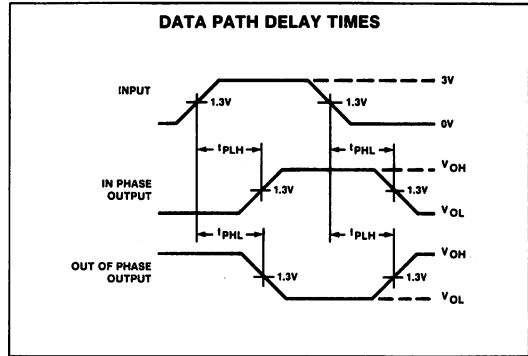 DATA PATH DELAY TIMES
INPUT
1.3V
1.3V
3V
0V
tPLH
tPHL
IN PHASE
OUTPUT
1.3V
1.3V
VOH
VOL
tPHL
tPLH
OUT OF PHASE
OUTPUT
1.3V
1.3V
VOH
VOL